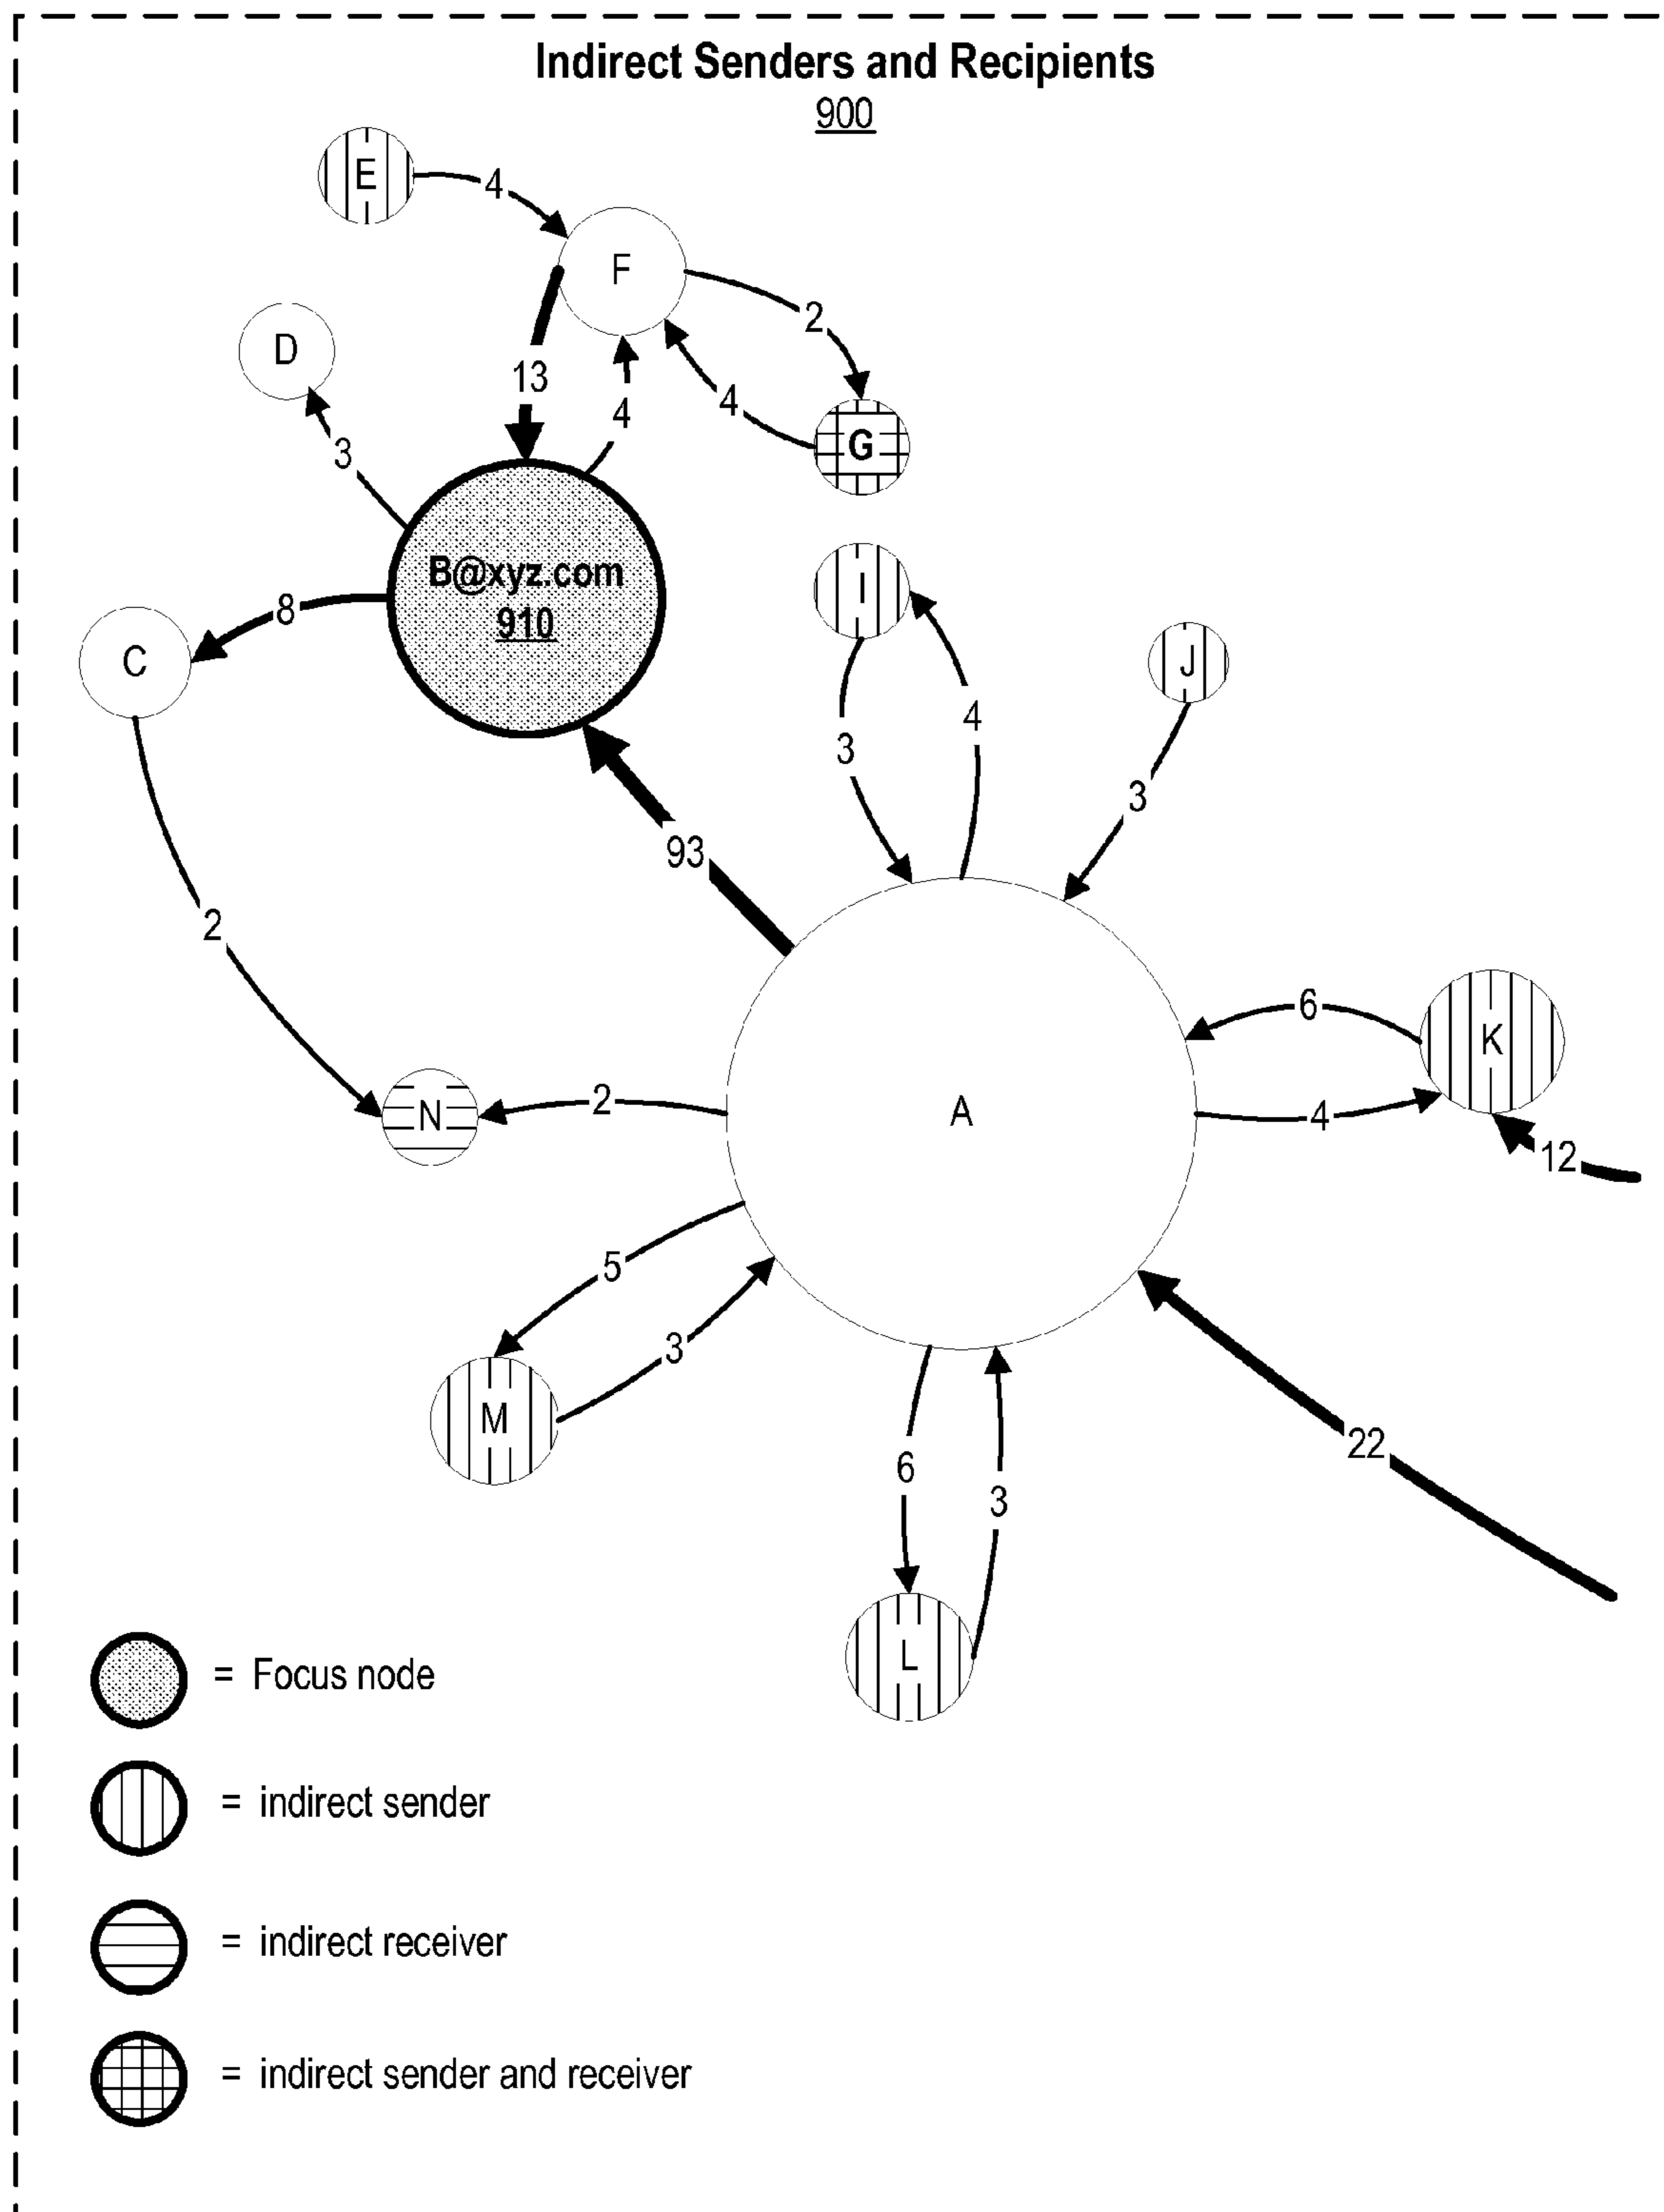 Indirect Senders and Recipients
900
E
4
F
2
D
13
4
4
3
G
B@xyz.com
910
I
8
C
J
4
3
3
93
2
6
K
N
2
A
4
12
5
3
M
22
6
3
L
= Focus node
= indirect sender
= indirect receiver
= indirect sender and receiver